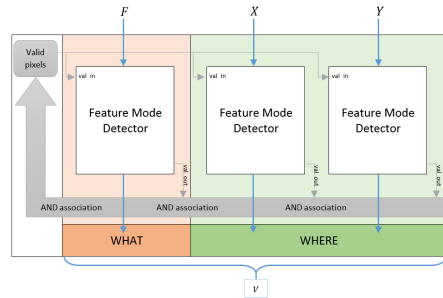 F X Y
Valid
pixels
val in val in val in
Feature Mode
Detector
Feature Mode
Detector
Feature Mode
Detector
val out val out val out
AND association AND association AND association
WHAT WHERE
V